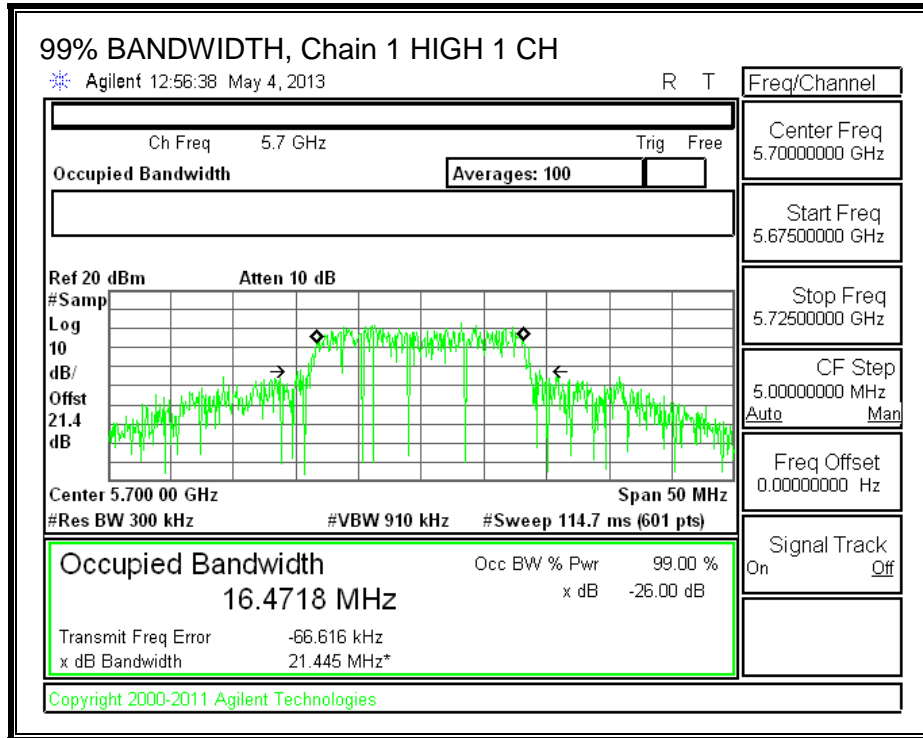 99% BANDWIDTH, Chain 1 HIGH 1 CH
Agilent 12:56:38 May 4, 2013 R T
Ch Freq 5.7 GHz Trig Free
Occupied Bandwidth Averages: 100
Ref 20 dBm Atten 10 dB
#Samp
Log
10
dB/
Offst
21.4
dB
Center 5.700 00 GHz Span 50 MHz
#Res BW 300 kHz #VBW 910 kHz #Sweep 114.7 ms (601 pts)
Occupied Bandwidth Occ BW % Pwr 99.00 %
16.4718 MHz x dB -26.00 dB
Transmit Freq Error -66.616 kHz
x dB Bandwidth 21.445 MHz*
Copyright 2000-2011 Agilent Technologies
Freq/Channel
Center Freq
5.70000000 GHz
Start Freq
5.67500000 GHz
Stop Freq
5.72500000 GHz
CF Step
5.00000000 MHz
Auto Man
Freq Offset
0.00000000 Hz
Signal Track
On Off